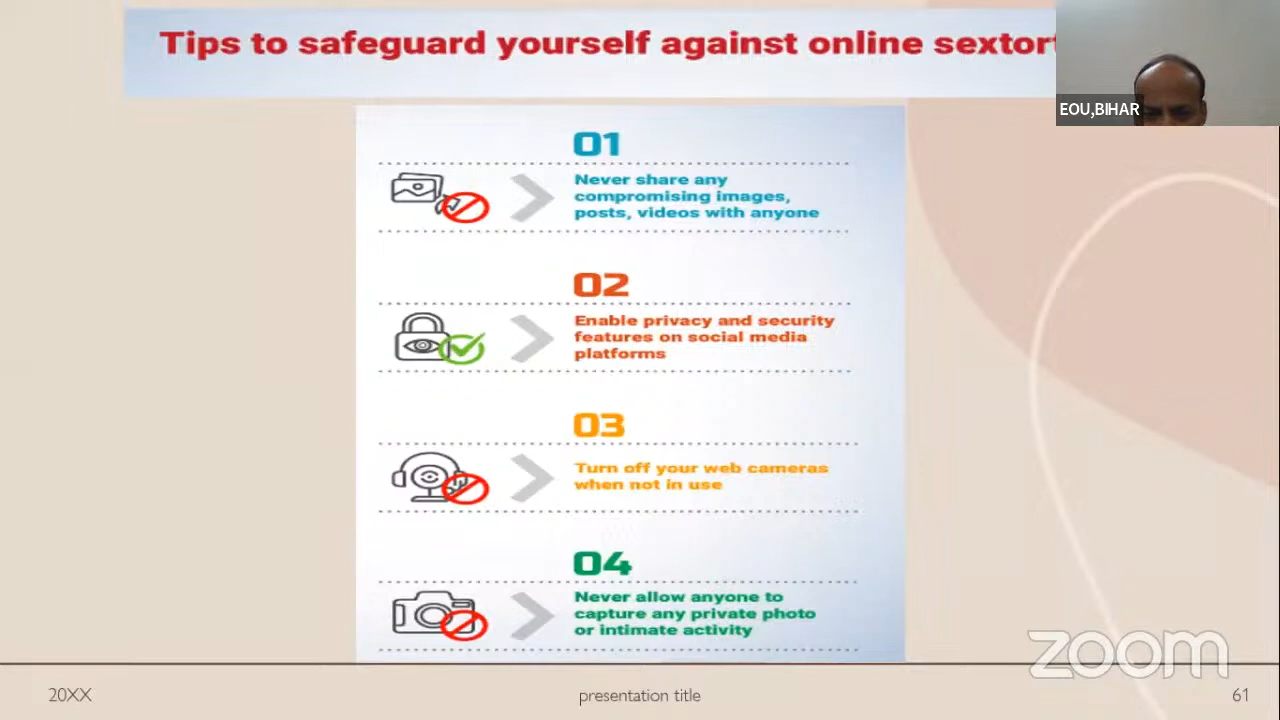 Tips to safeguard yourself against online sextor
EOU,BIHAR
01
Never share any
compromising images,
posts, videos with anyone
02
Enable privacy and security
features on social media
platforms
03
Turn off your web cameras
when not in use
04
Never allow anyone to
capture any private photo
or intimate activity
zoom
20XX
presentation title
61